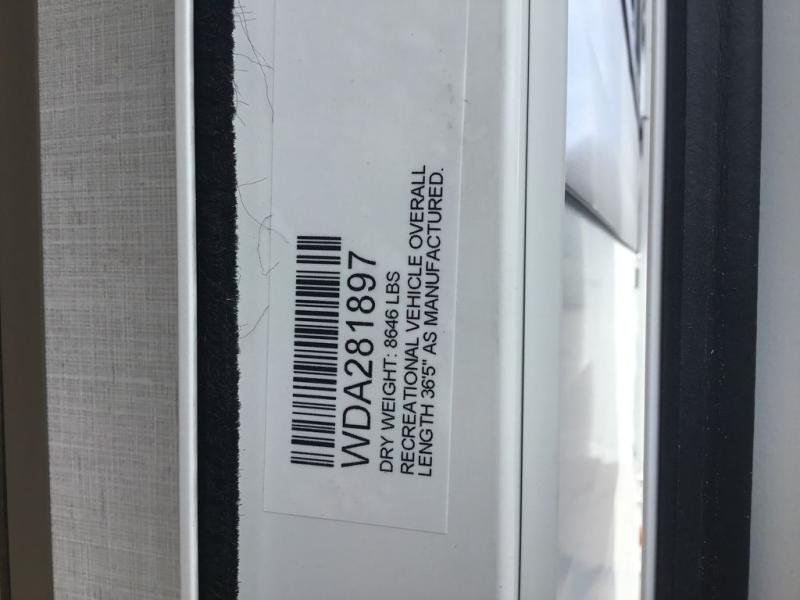 WDA281897
DRY WEIGHT: 8646 LBS
RECREATIONAL VEHICLE OVERALL
LENGTH 36'5" AS MANUFACTURED.